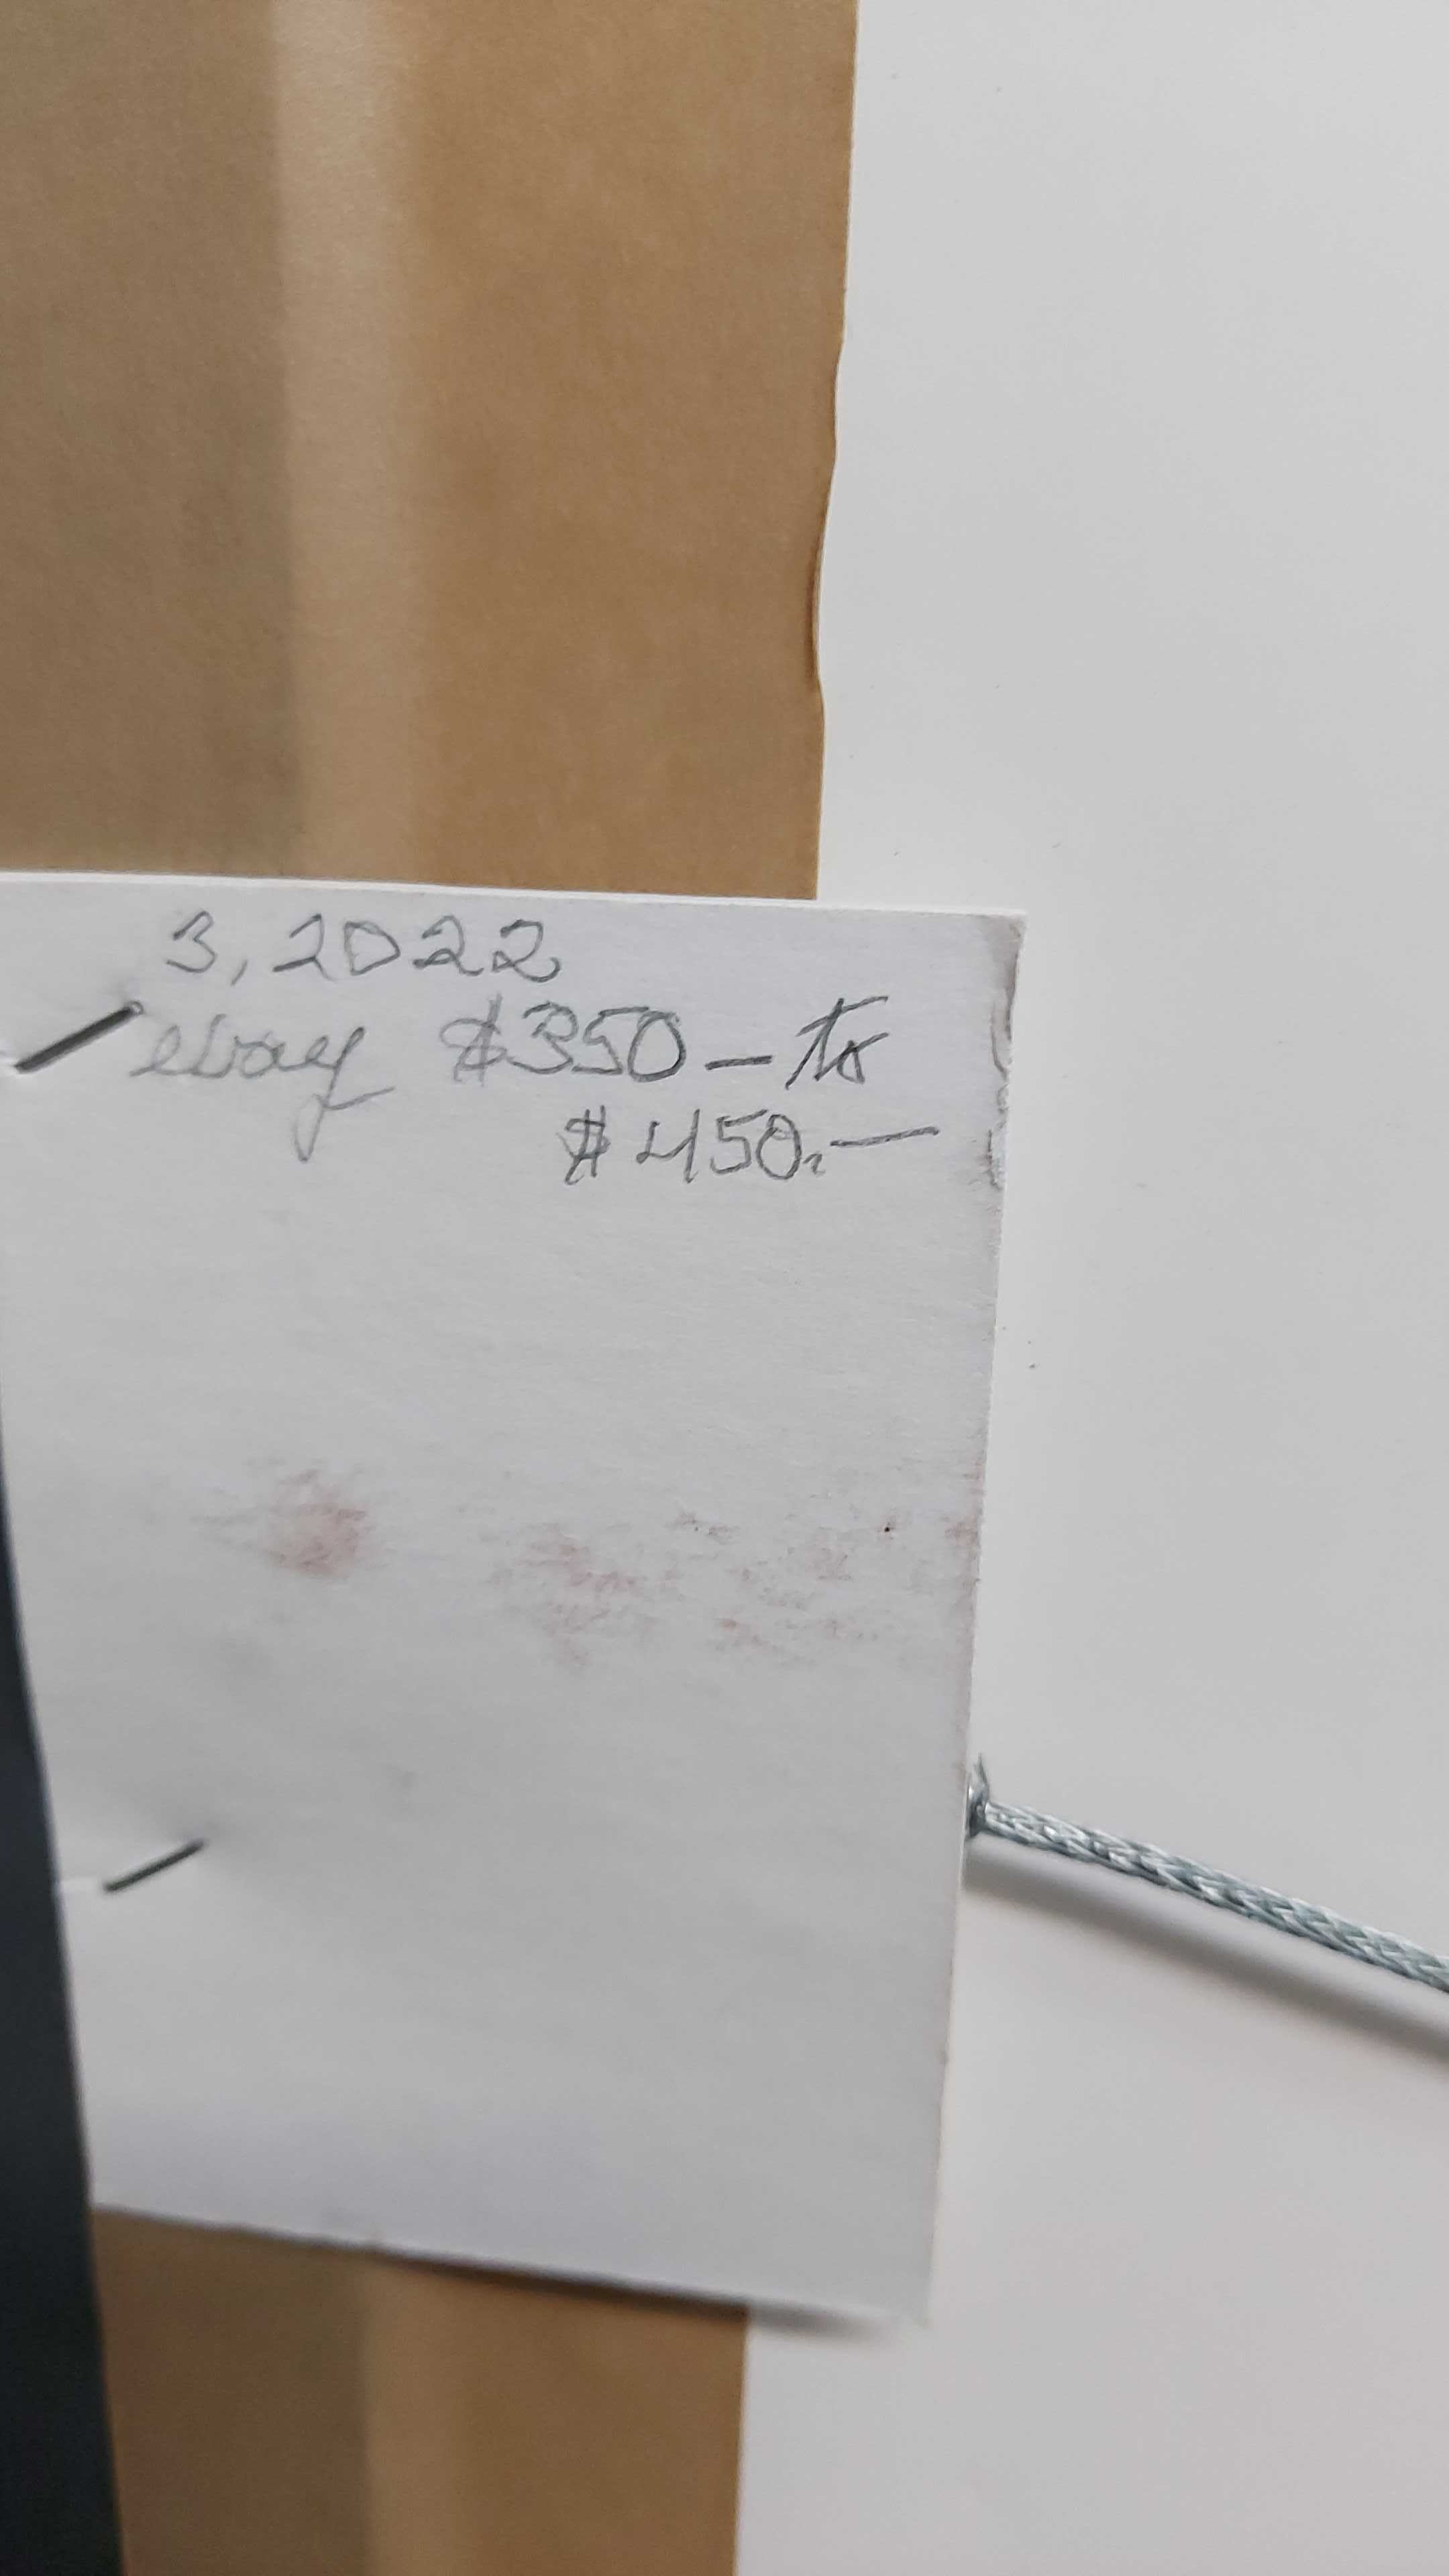 3, 2022
ebay $350 – to
$450.—